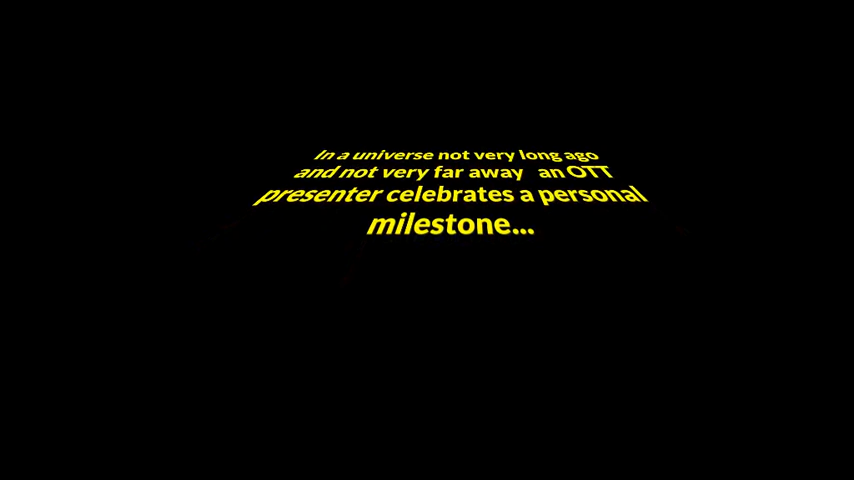 In a universe not very long ago
and not very far away an OTT
presenter celebrates a personal
milestone...